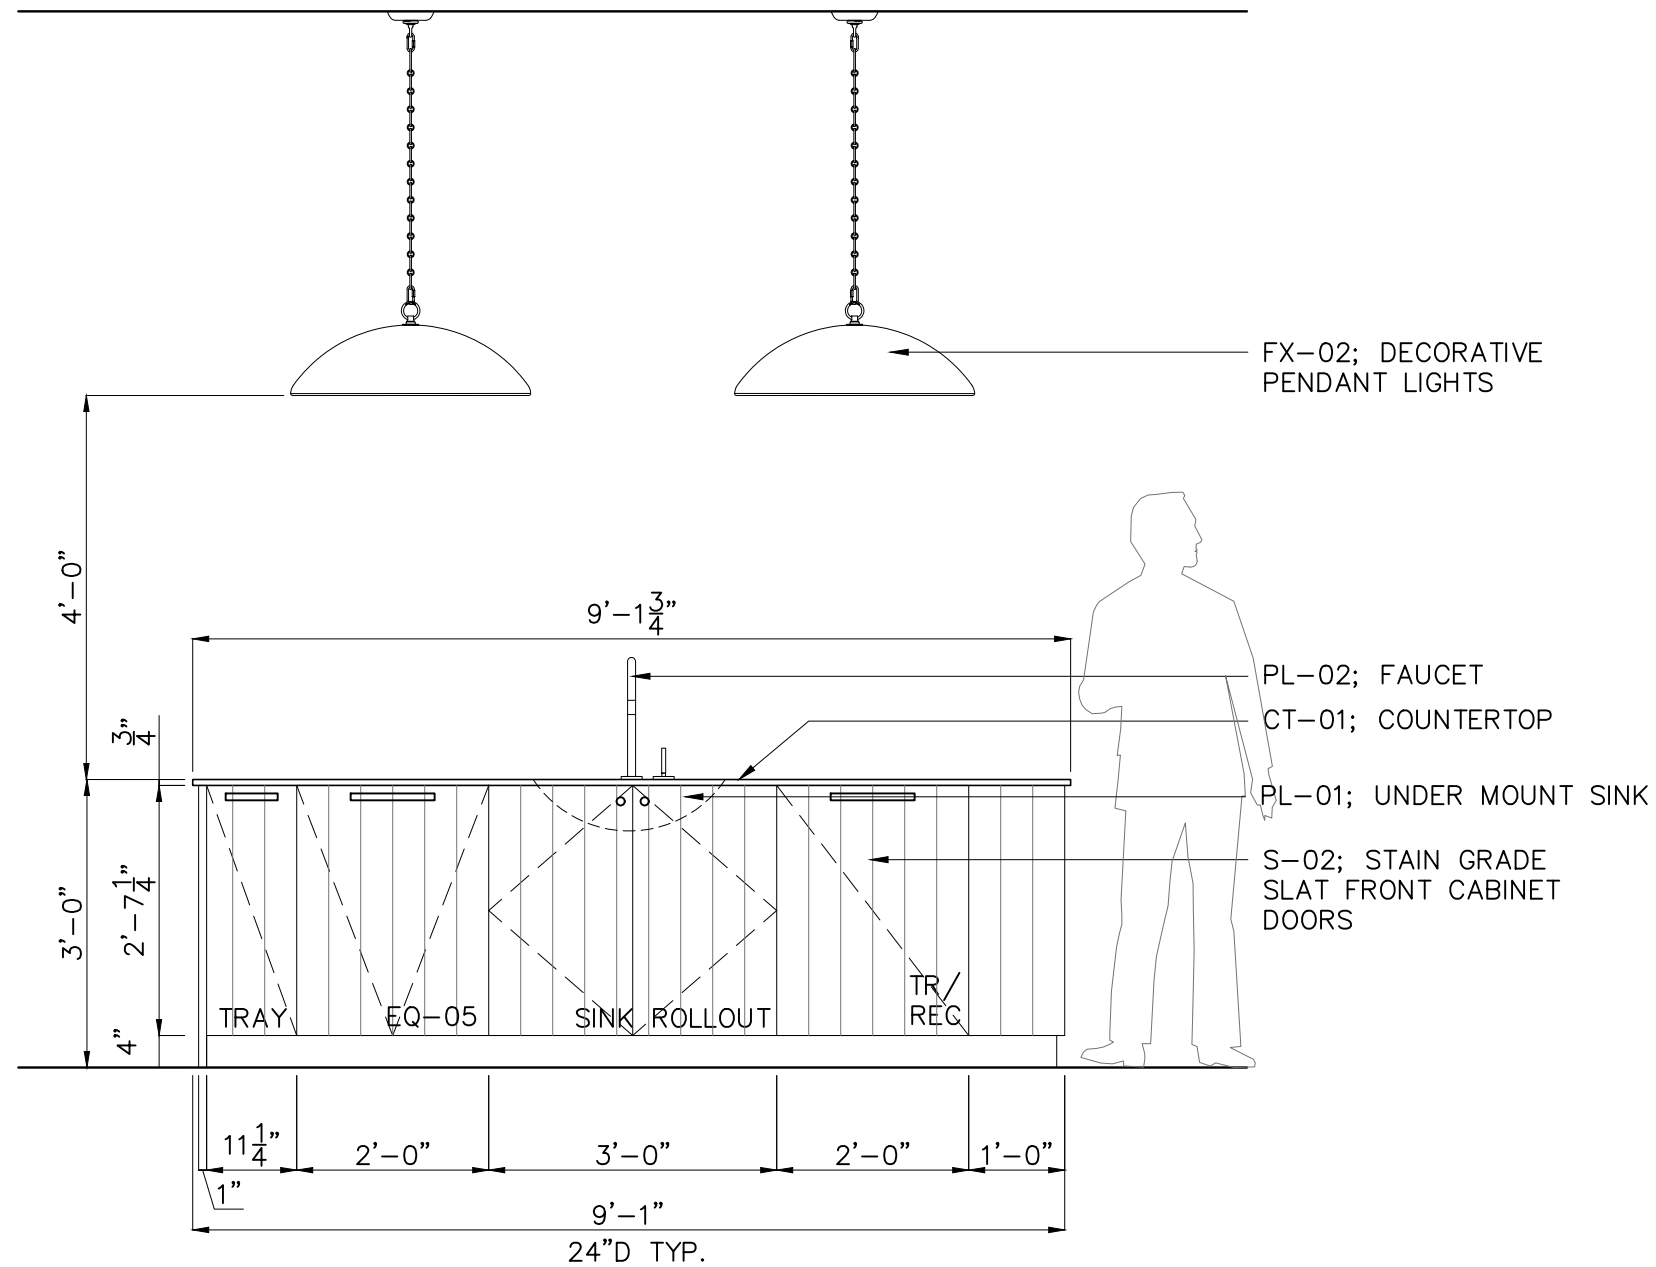 FX-02; DECORATIVE
PENDANT LIGHTS
4'-0"
9'-1 3/4"
PL-02; FAUCET
CT-01; COUNTERTOP
3/4"
PL-01; UNDER MOUNT SINK
S-02; STAIN GRADE
SLAT FRONT CABINET
DOORS
3'-0"
2'-7 1/4"
4"
TRAY
EQ-05
SINK ROLLOUT
TR/
REC
11 1/4"
2'-0"
3'-0"
2'-0"
1'-0"
1"
9'-1"
24"D TYP.